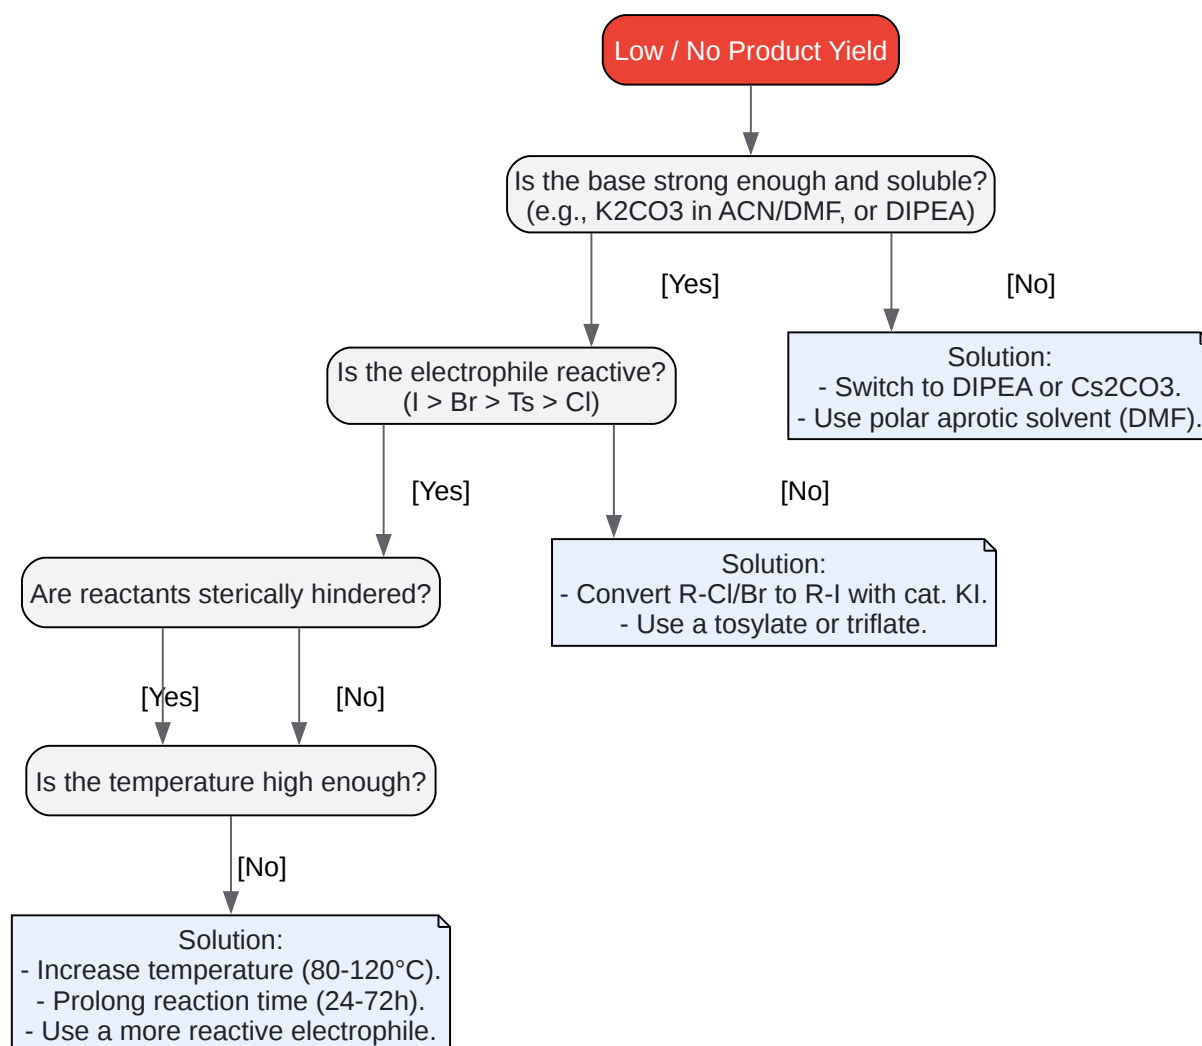 Low / No Product Yield
Is the base strong enough and soluble?
(e.g., K2CO3 in ACN/DMF, or DIPEA)
[Yes]
[No]
Is the electrophile reactive?
(I > Br > Ts > Cl)
Solution:
- Switch to DIPEA or Cs2CO3.
- Use polar aprotic solvent (DMF).
[Yes]
[No]
Are reactants sterically hindered?
Solution:
- Convert R-Cl/Br to R-I with cat. KI.
- Use a tosylate or triflate.
[Yes]
[No]
Is the temperature high enough?
[No]
Solution:
- Increase temperature (80-120°C).
- Prolong reaction time (24-72h).
- Use a more reactive electrophile.